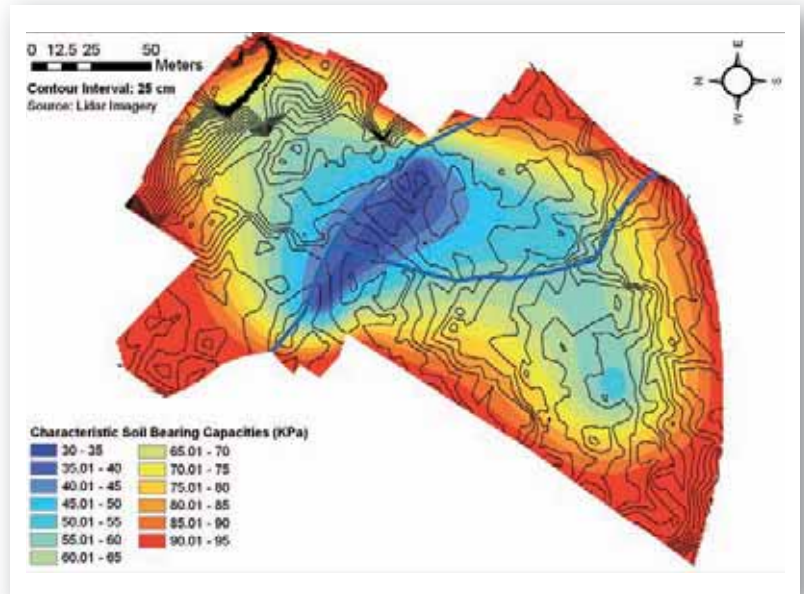 0 12.5 25 50
Meters
Contour Interval: 25 cm
Source: Lidar Imagery
E
N S
W
Characteristic Soil Bearing Capacities (KPa)
30 - 35 65.01 - 70
35.01 - 40 70.01 - 75
40.01 - 45 75.01 - 80
45.01 - 50 80.01 - 85
50.01 - 55 85.01 - 90
55.01 - 60 90.01 - 95
60.01 - 65